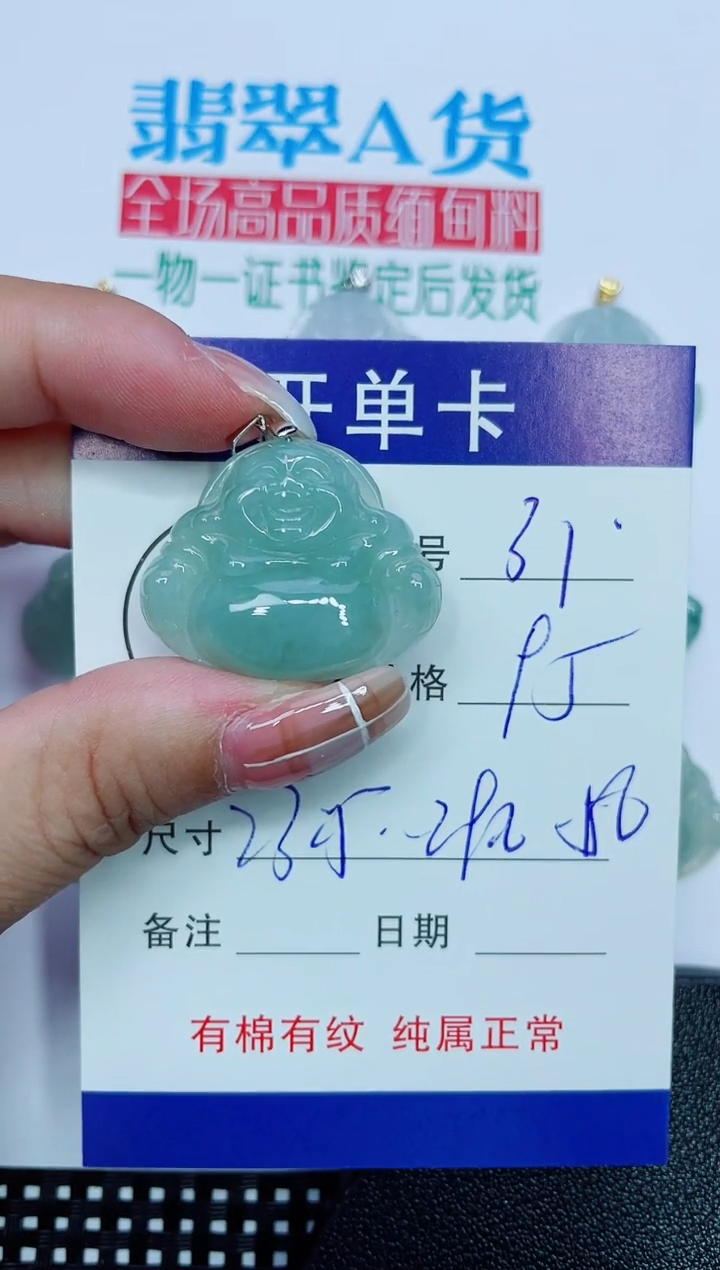 翡翠A货
全场高品质缅甸料
一物一证书鉴定后发货
开单卡
号 31.
格
尺寸
备注 日期
有棉有纹 纯属正常